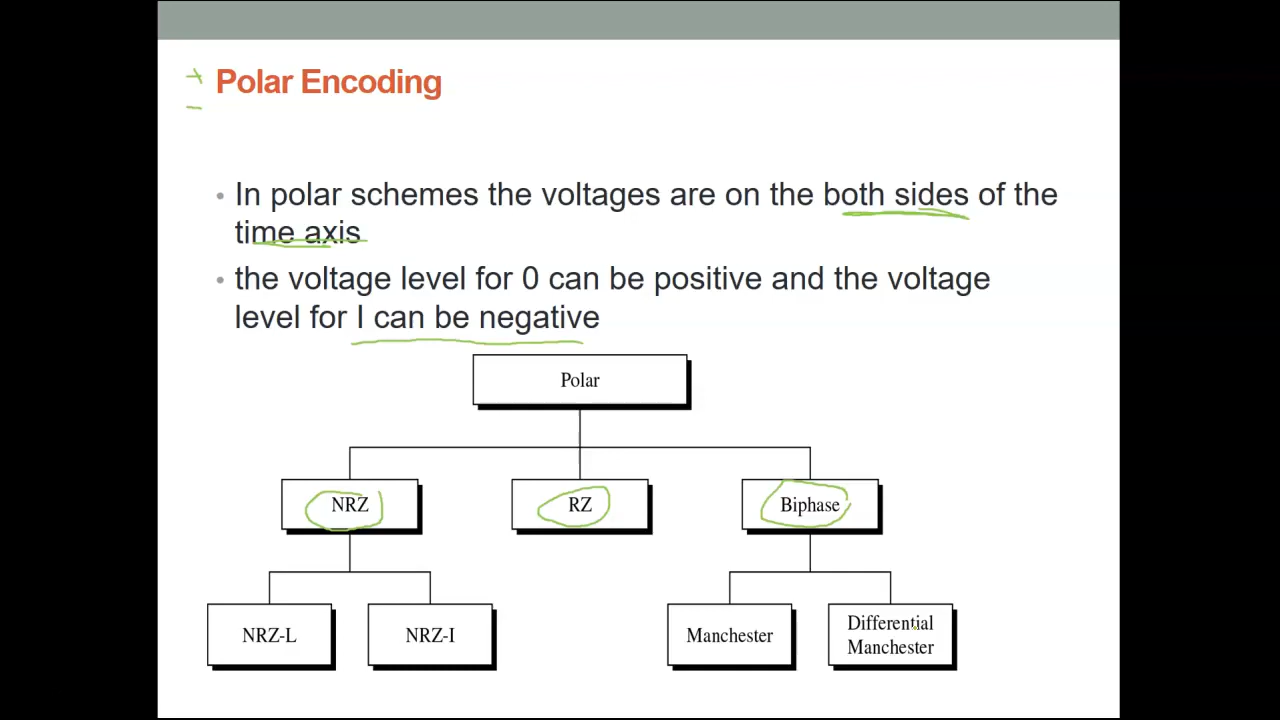 Polar Encoding
• In polar schemes the voltages are on the both sides of the
time axis
• the voltage level for 0 can be positive and the voltage
level for I can be negative
Polar
NRZ RZ Biphase
NRZ-L NRZ-I Manchester Differential
Manchester